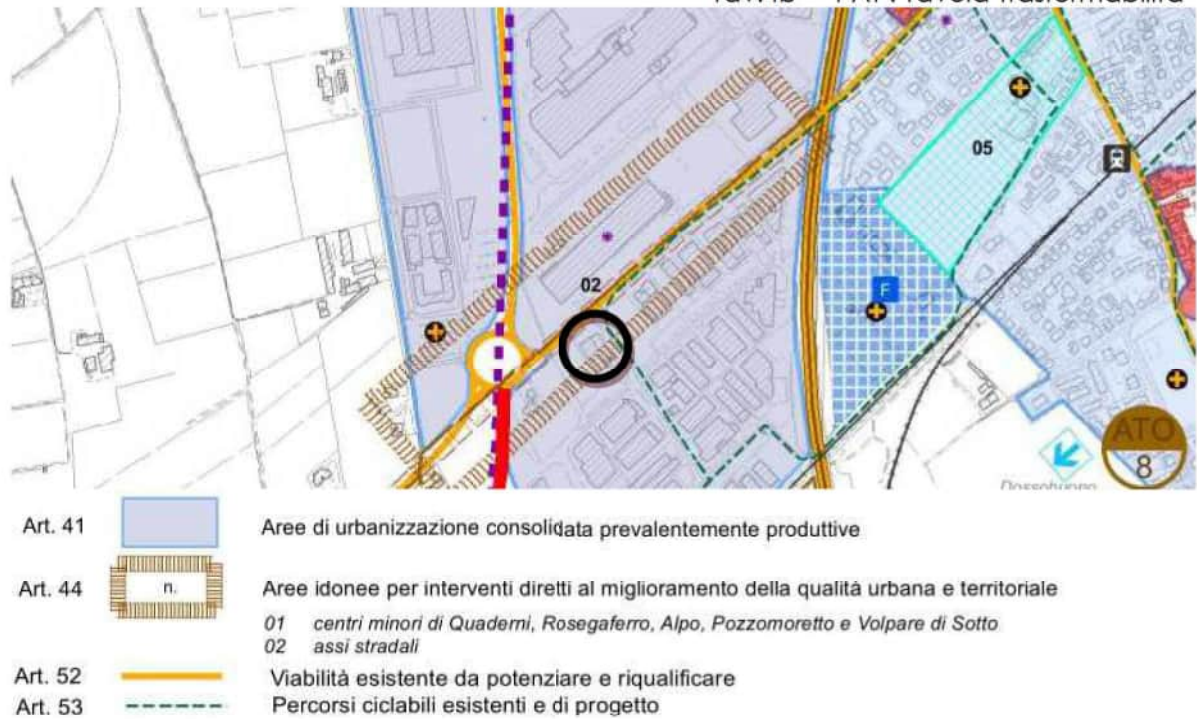 05
02
F
ATO
8
Dossobuono
Art. 41 Aree di urbanizzazione consolidata prevalentemente produttive
Art. 44 n. Aree idonee per interventi diretti al miglioramento della qualità urbana e territoriale
01 centri minori di Quaderni, Rosegaferro, Alpo, Pozzomoretto e Volpare di Sotto
02 assi stradali
Art. 52 Viabilità esistente da potenziare e riqualificare
Art. 53 Percorsi ciclabili esistenti e di progetto